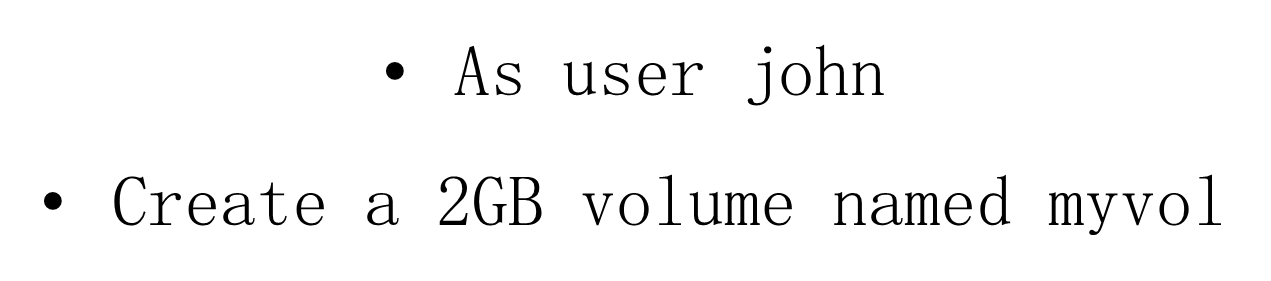 • As user john
• Create a 2GB volume named myvol